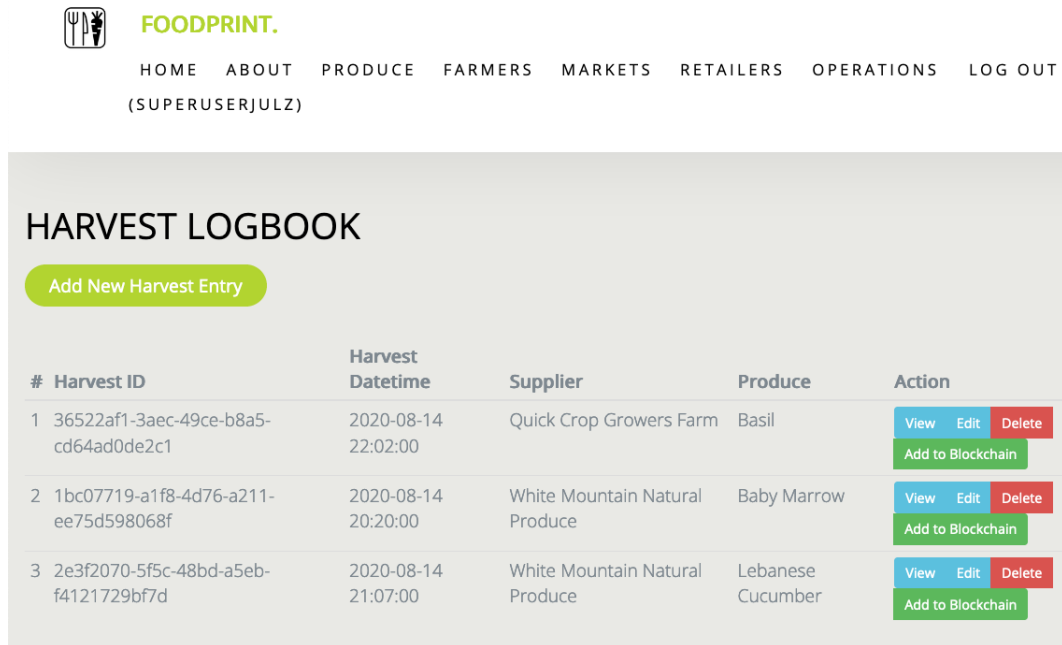 FOODPRINT.
HOME ABOUT PRODUCE FARMERS MARKETS RETAILERS OPERATIONS LOG OUT
(SUPERUSERJULZ)
HARVEST LOGBOOK
Add New Harvest Entry
# Harvest ID Harvest Datetime Supplier Produce Action
1 36522af1-3aec-49ce-b8a5- 2020-08-14 Quick Crop Growers Farm Basil View Edit Delete
cd64ad0de2c1 22:02:00 Add to Blockchain
2 1bc07719-a1f8-4d76-a211- 2020-08-14 White Mountain Natural Baby Marrow View Edit Delete
ee75d598068f 20:20:00 Produce Add to Blockchain
3 2e3f2070-5f5c-48bd-a5eb- 2020-08-14 White Mountain Natural Lebanese View Edit Delete
f4121729bf7d 21:07:00 Produce Cucumber Add to Blockchain